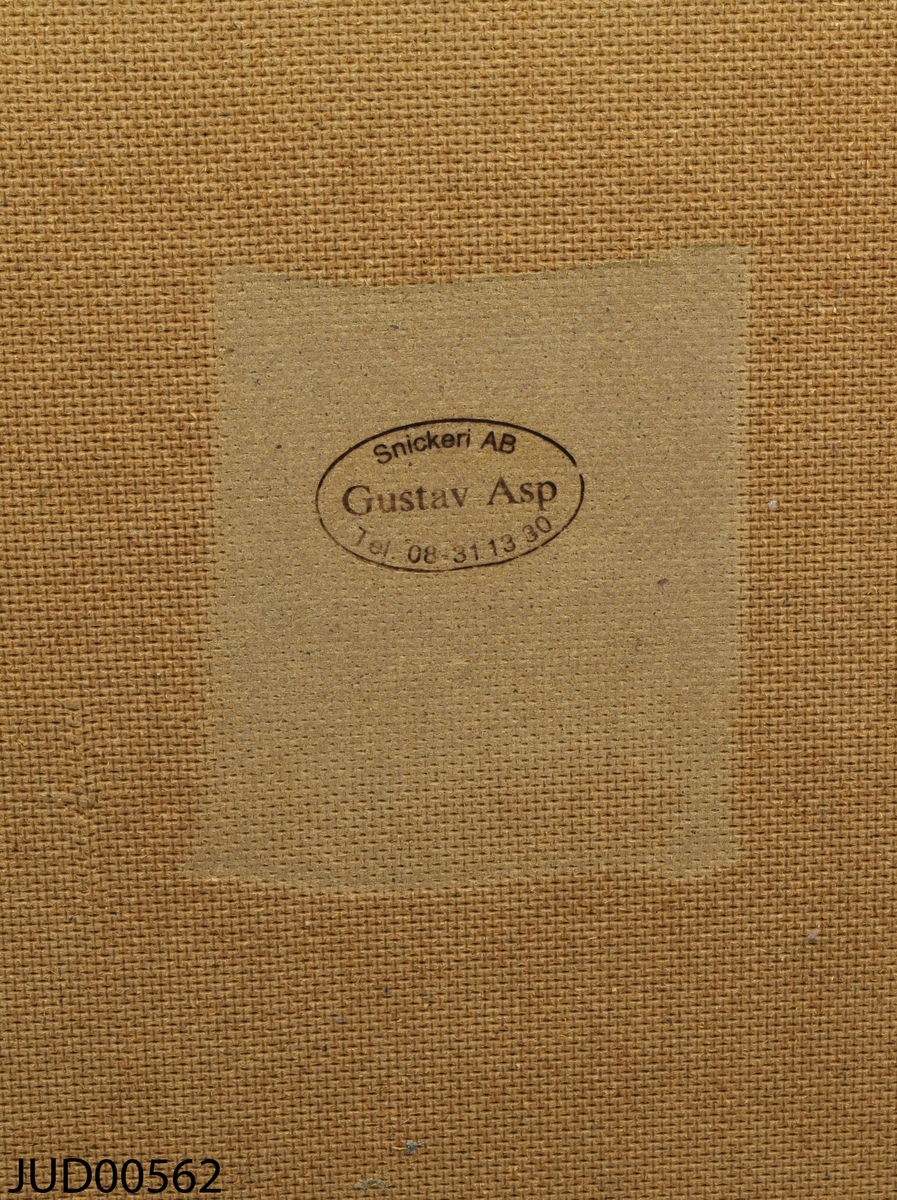 Snickeri AB
Gustav Asp
Tel. 08-31 13 30
JUD00562